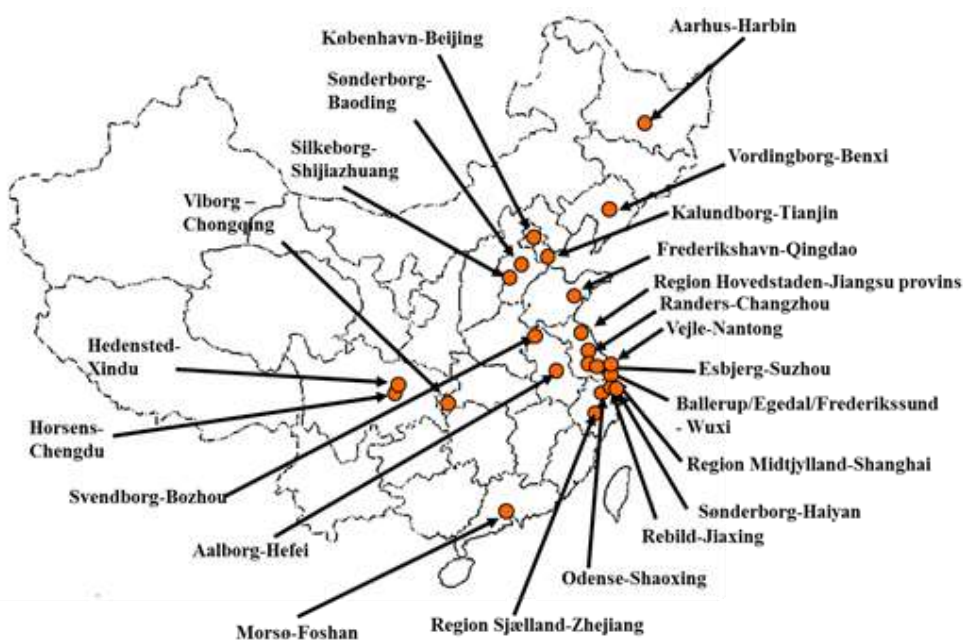 Aarhus-Harbin
København-Beijing
Sønderborg-
Baoding
Silkeborg-
Shijiazhuang
Vordingborg-Benxi
Viborg –
Chongqing
Kalundborg-Tianjin
Frederikshavn-Qingdao
Region Hovedstaden-Jiangsu provins
Randers-Changzhou
Vejle-Nantong
Hedensted-
Xindu
Esbjerg-Suzhou
Ballerup/Egedal/Frederikssund
- Wuxi
Horsens-
Chengdu
Region Midtjylland-Shanghai
Svendborg-Bozhou
Sønderborg-Haiyan
Rebild-Jiaxing
Aalborg-Hefei
Odense-Shaoxing
Region Sjælland-Zhejiang
Morsø-Foshan